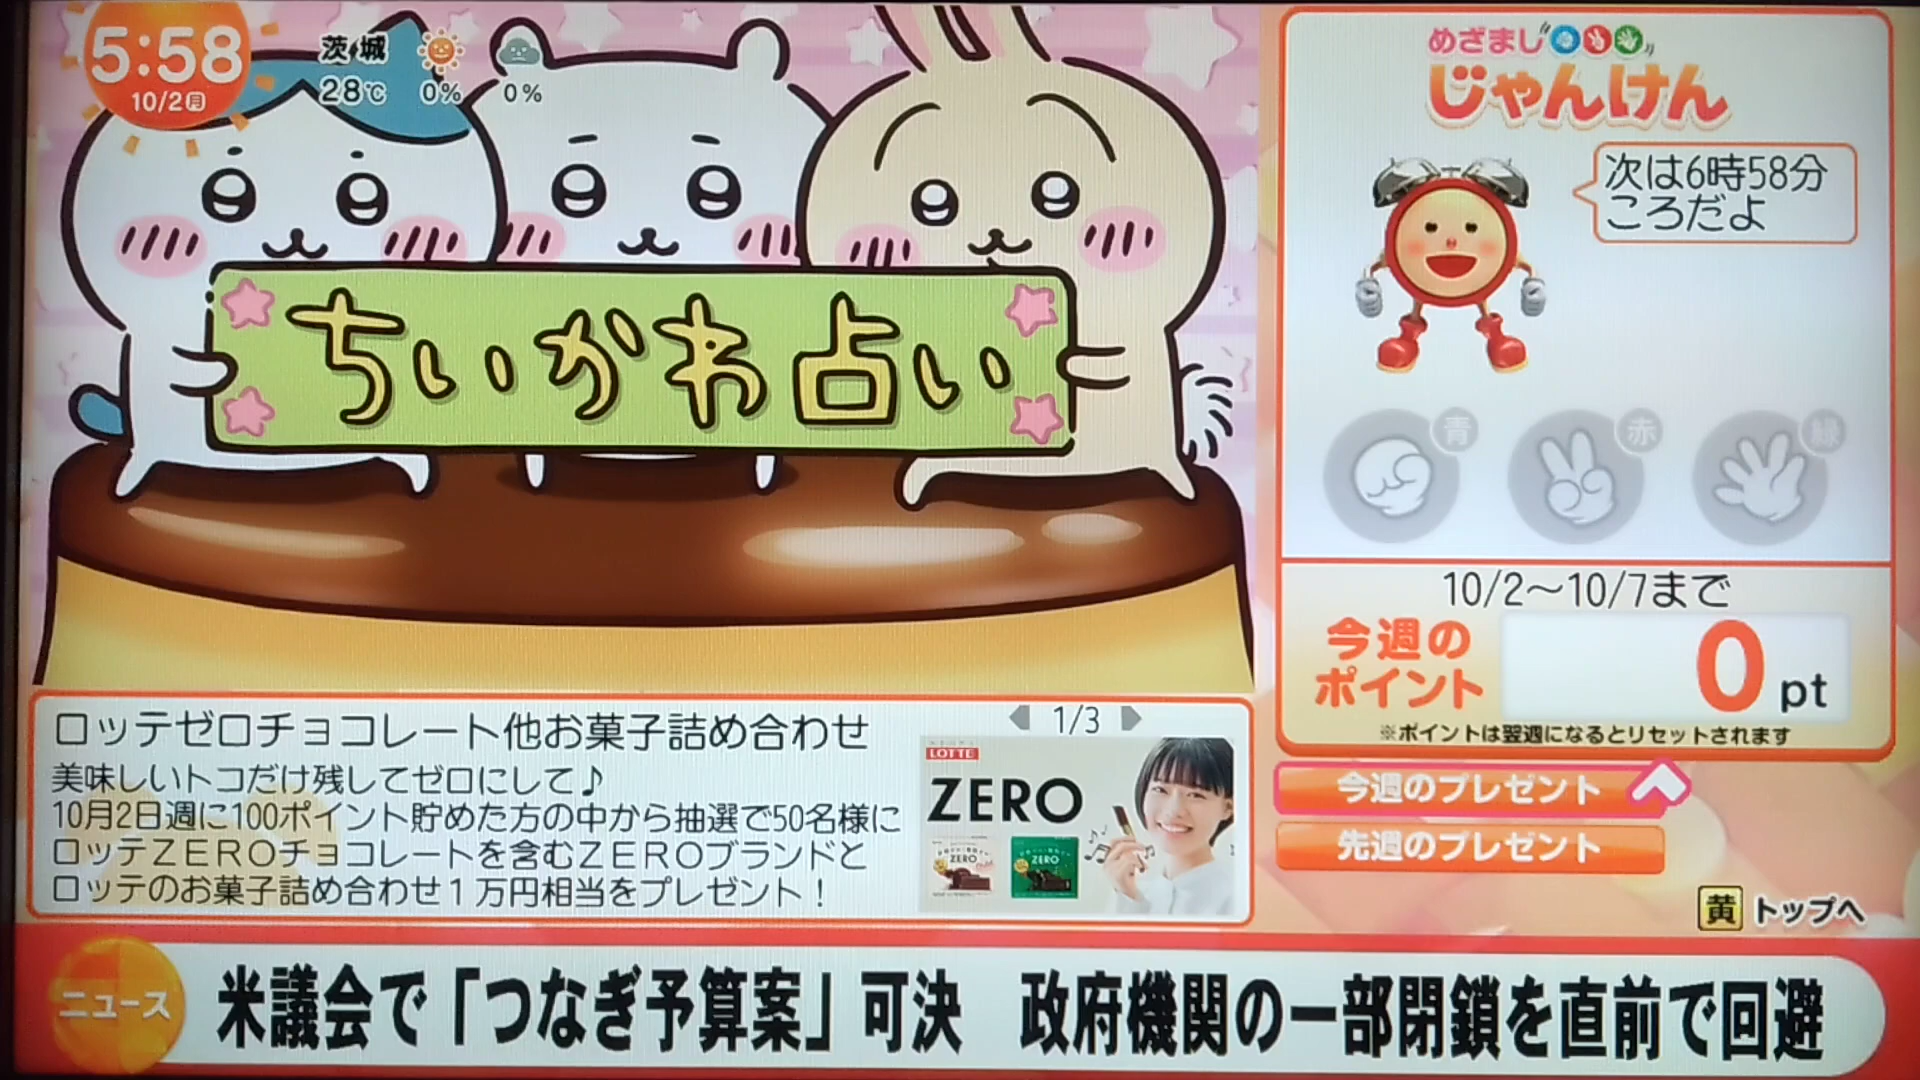 5:58
10/2月
茨城
28℃ 0% 0%
ちいかわ占い
めざまし
じゃんけん
次は6時58分
ころだよ
青 赤 緑
10/2～10/7まで
今週の
ポイント
0 pt
※ポイントは翌週になるとリセットされます
ロッテゼロチョコレート他お菓子詰め合わせ
美味しいトコだけ残してゼロにして♪
10月2日週に100ポイント貯めた方の中から抽選で50名様に
ロッテＺＥＲＯチョコレートを含むＺＥＲＯブランドと
ロッテのお菓子詰め合わせ１万円相当をプレゼント！
1/3
LOTTE
ZERO
ZERO
ZERO
今週のプレゼント
先週のプレゼント
黄 トップへ
ニュース
米議会で「つなぎ予算案」可決　政府機関の一部閉鎖を直前で回避